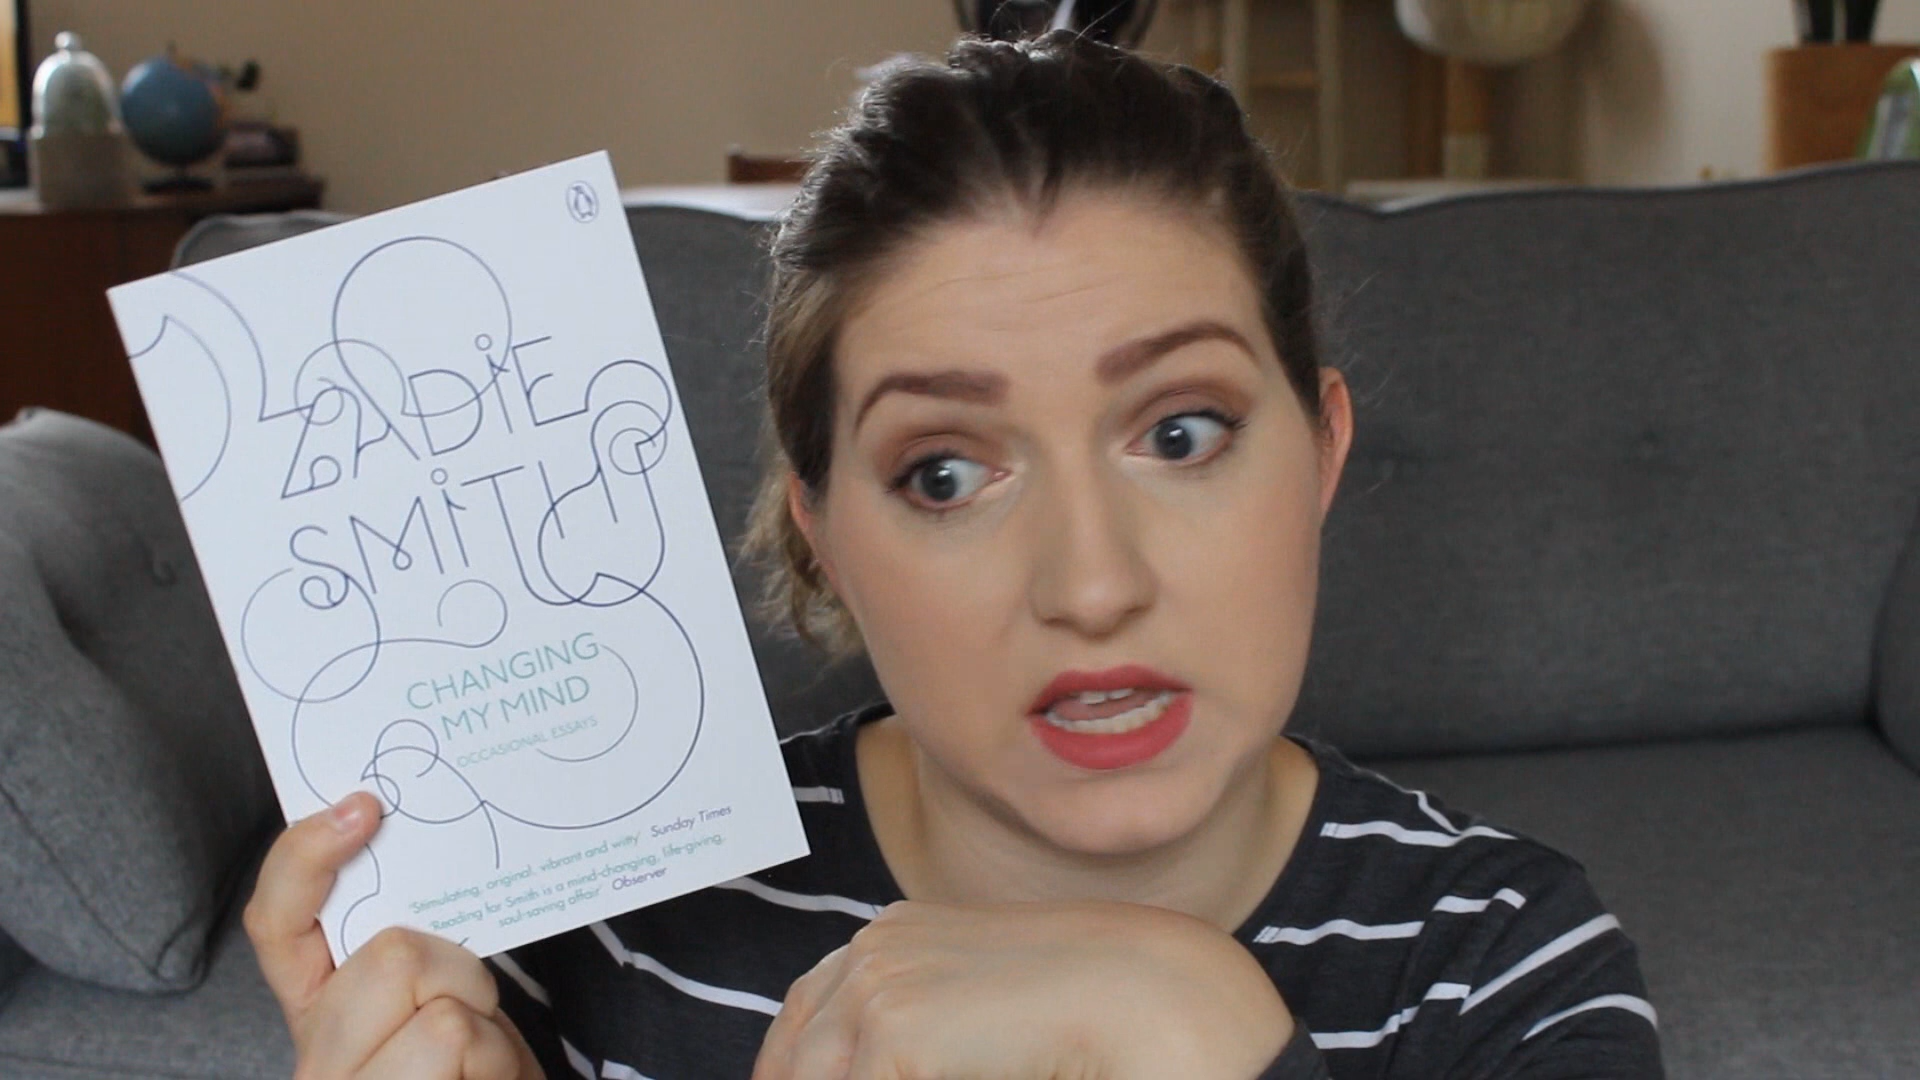 ZADIE
SMITH
CHANGING
MY MIND
OCCASIONAL ESSAYS
'Stimulating, original, vibrant and witty' Sunday Times
'Reading for Smith is a mind-changing, life-giving,
soul-saving affair' Observer